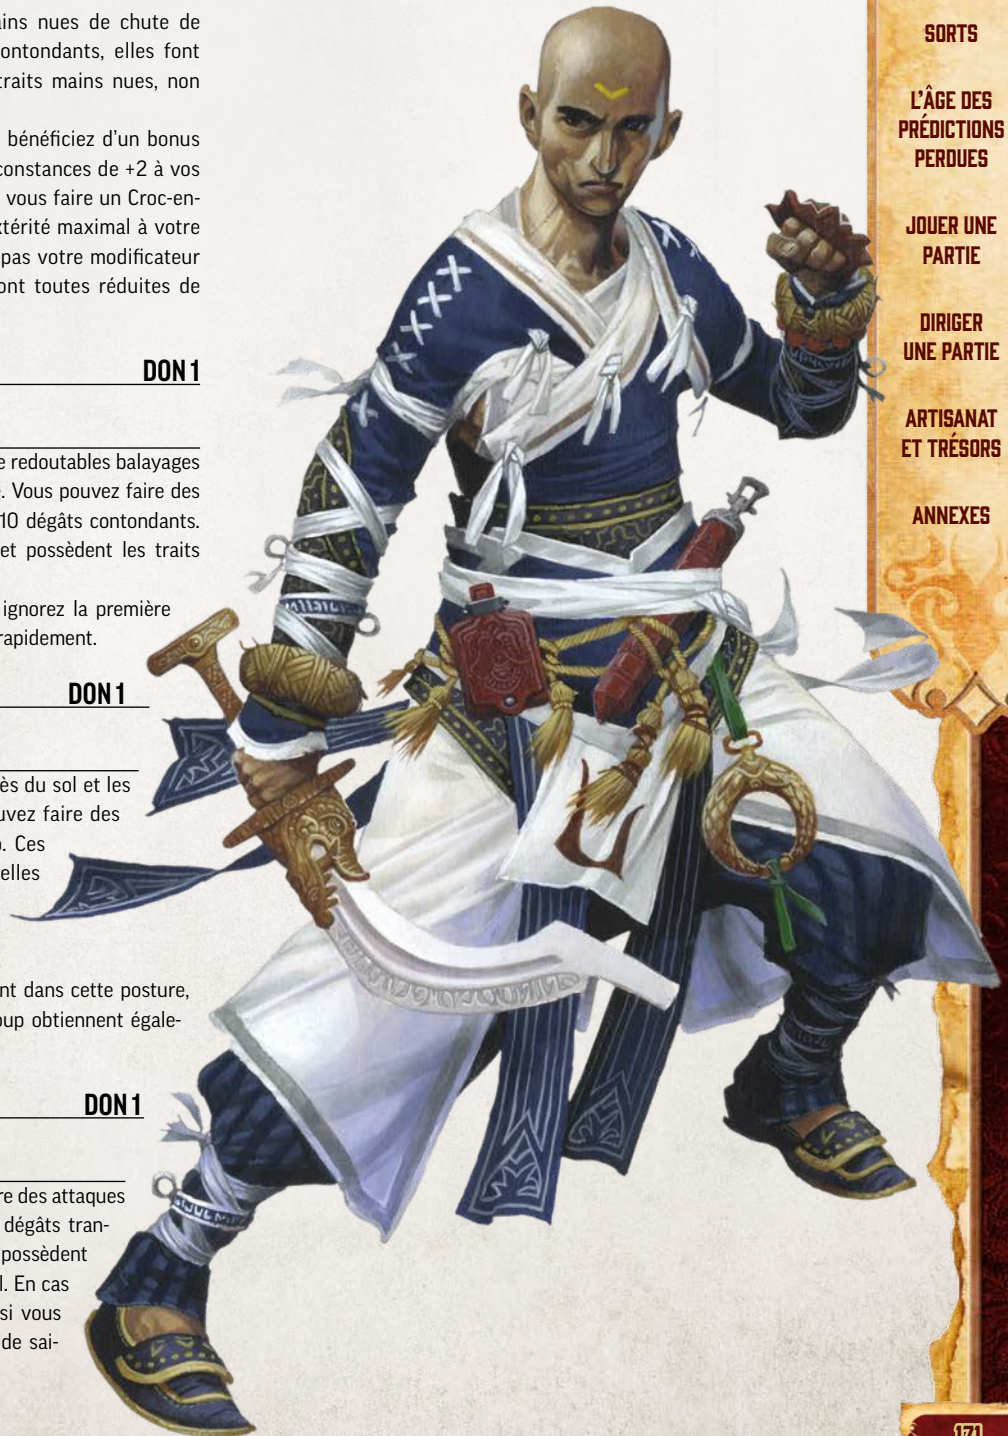 ins nues de chute de
ontondants, elles font
traits mains nues, non
bénéficiez d'un bonus
constances de +2 à vos
vous faire un Croc-en-
xtérité maximal à votre
pas votre modificateur
ont toutes réduites de
DON 1
e redoutables balayages
. Vous pouvez faire des
10 dégâts contondants.
et possèdent les traits
ignorez la première
rapidement.
DON 1
ès du sol et les
uvez faire des
. Ces
elles
nt dans cette posture,
oup obtiennent égale-
DON 1
re des attaques
dégâts tran-
possèdent
l. En cas
si vous
de sai-
SORTS
L'ÂGE DES
PRÉDICTIONS
PERDUES
JOUER UNE
PARTIE
DIRIGER
UNE PARTIE
ARTISANAT
ET TRÉSORS
ANNEXES
171